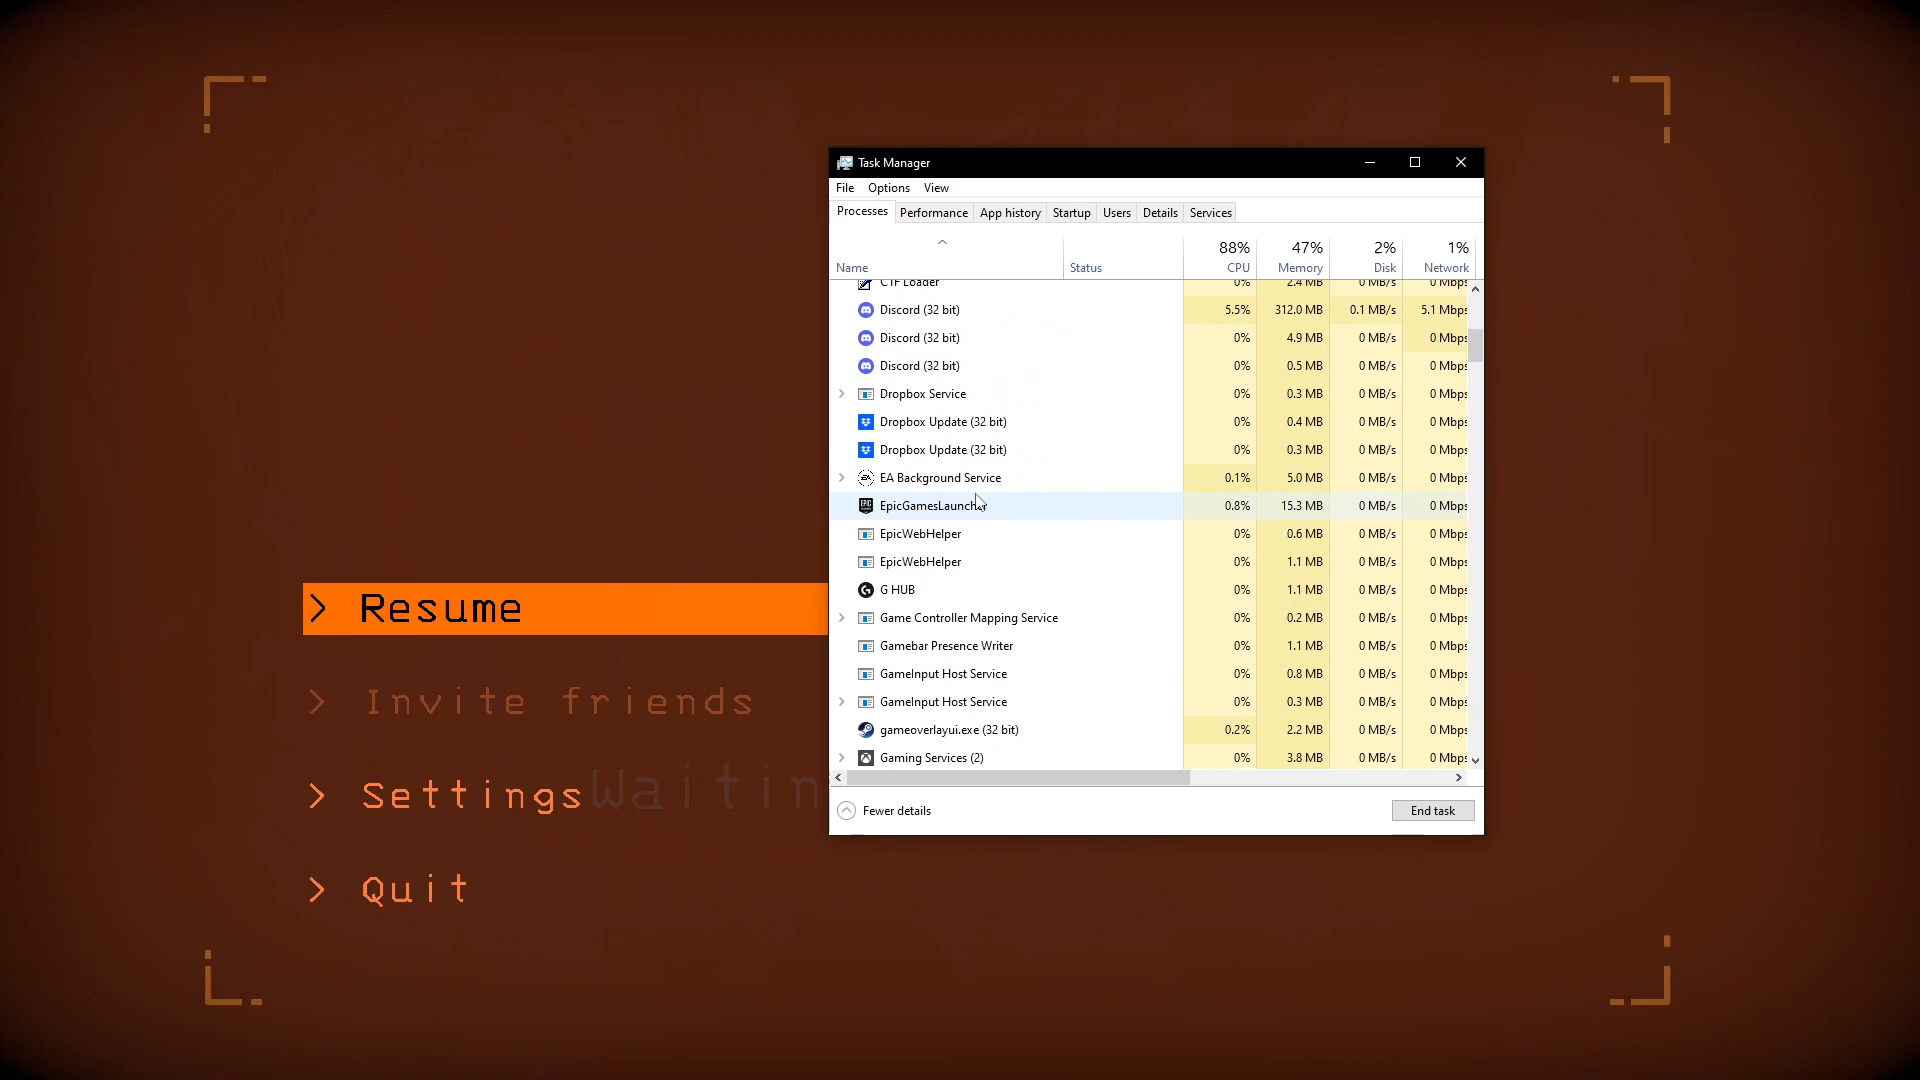 Task Manager
File Options View
Processes Performance App history Startup Users Details Services
88% 47% 2% 1%
Name Status CPU Memory Disk Network
CTF Loader 0% 2.4 MB 0 MB/s 0 Mbps
Discord (32 bit) 5.5% 312.0 MB 0.1 MB/s 5.1 Mbps
Discord (32 bit) 0% 4.9 MB 0 MB/s 0 Mbps
Discord (32 bit) 0% 0.5 MB 0 MB/s 0 Mbps
Dropbox Service 0% 0.3 MB 0 MB/s 0 Mbps
Dropbox Update (32 bit) 0% 0.4 MB 0 MB/s 0 Mbps
Dropbox Update (32 bit) 0% 0.3 MB 0 MB/s 0 Mbps
EA Background Service 0.1% 5.0 MB 0 MB/s 0 Mbps
EpicGamesLauncher 0.8% 15.3 MB 0 MB/s 0 Mbps
EpicWebHelper 0% 0.6 MB 0 MB/s 0 Mbps
EpicWebHelper 0% 1.1 MB 0 MB/s 0 Mbps
G HUB 0% 1.1 MB 0 MB/s 0 Mbps
Game Controller Mapping Service 0% 0.2 MB 0 MB/s 0 Mbps
Gamebar Presence Writer 0% 1.1 MB 0 MB/s 0 Mbps
GameInput Host Service 0% 0.8 MB 0 MB/s 0 Mbps
GameInput Host Service 0% 0.3 MB 0 MB/s 0 Mbps
gameoverlayui.exe (32 bit) 0.2% 2.2 MB 0 MB/s 0 Mbps
Gaming Services (2) 0% 3.8 MB 0 MB/s 0 Mbps
Fewer details End task
> Resume
> Invite friends
> Settings
Waitin
> Quit